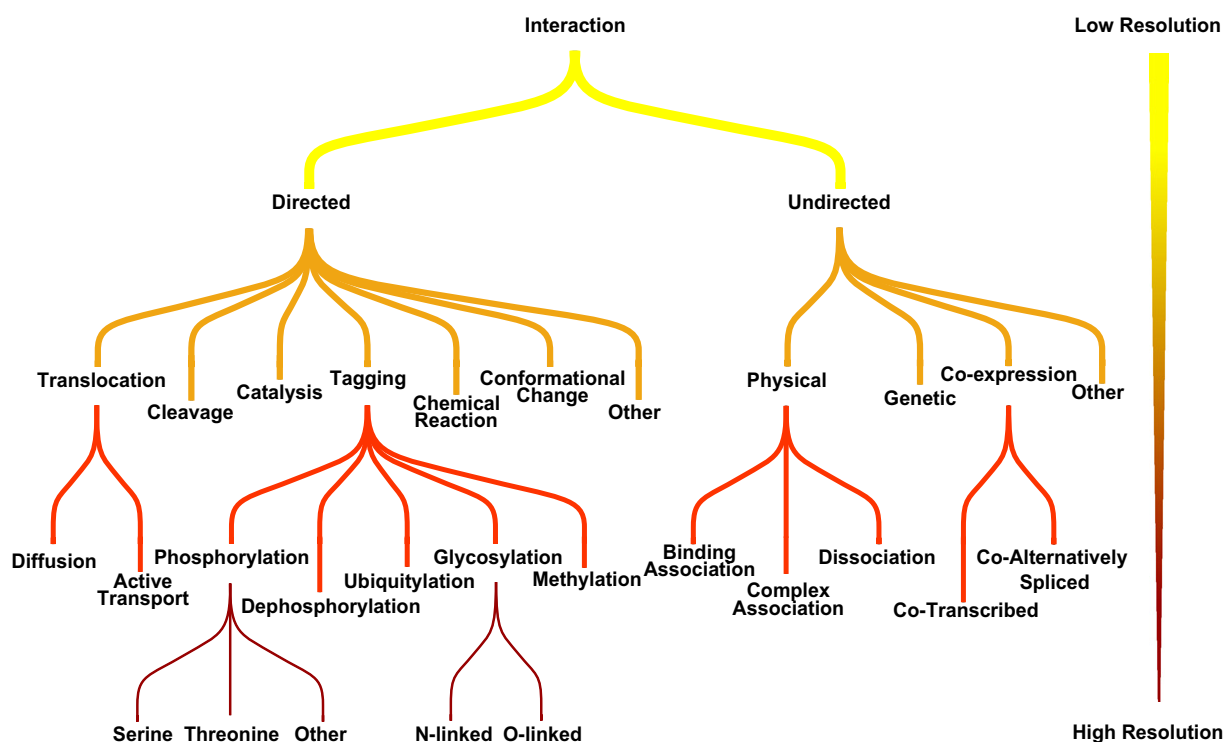 Interaction
Low Resolution
Directed
Undirected
Translocation
Cleavage
Catalysis
Tagging
Chemical
Reaction
Conformational
Change
Other
Physical
Genetic
Co-expression
Other
Diffusion
Active
Transport
Phosphorylation
Dephosphorylation
Ubiquitylation
Glycosylation
Methylation
Binding
Association
Complex
Association
Dissociation
Co-Transcribed
Co-Alternatively
Spliced
Serine
Threonine
Other
N-linked
O-linked
High Resolution